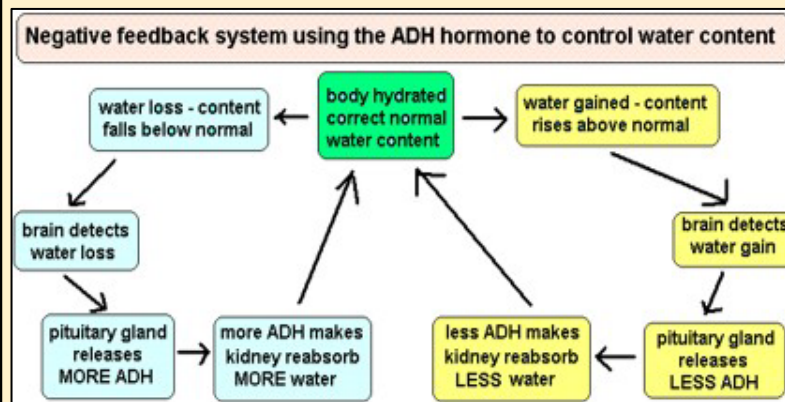 Negative feedback system using the ADH hormone to control water content
water loss - content
falls below normal
body hydrated
correct normal
water content
water gained - content
rises above normal
brain detects
water loss
brain detects
water gain
pituitary gland
releases
MORE ADH
more ADH makes
kidney reabsorb
MORE water
less ADH makes
kidney reabsorb
LESS water
pituitary gland
releases
LESS ADH